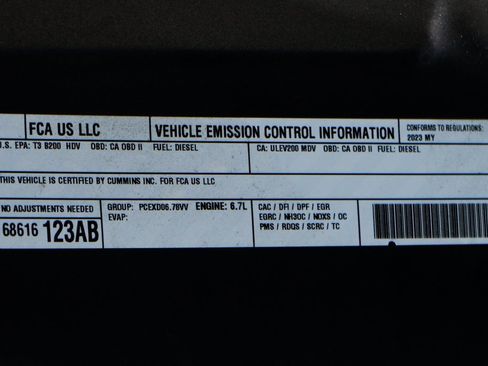 FCA US LLC
VEHICLE EMISSION CONTROL INFORMATION
CONFORMS TO REGULATIONS:
2023 MY
U.S. EPA: T3 B200 HDV OBD: CA OBD II FUEL: DIESEL
CA: ULEV200 MDV OBD: CA OBD II FUEL: DIESEL
THIS VEHICLE IS CERTIFIED BY CUMMINS INC. FOR FCA US LLC
NO ADJUSTMENTS NEEDED
68616 123AB
GROUP: PCEXD06.78VV ENGINE: 6.7L
EVAP:
CAC / DFI / DPF / EGR
EGRC / NH3OC / NOXS / OC
PMS / RDQS / SCRC / TC